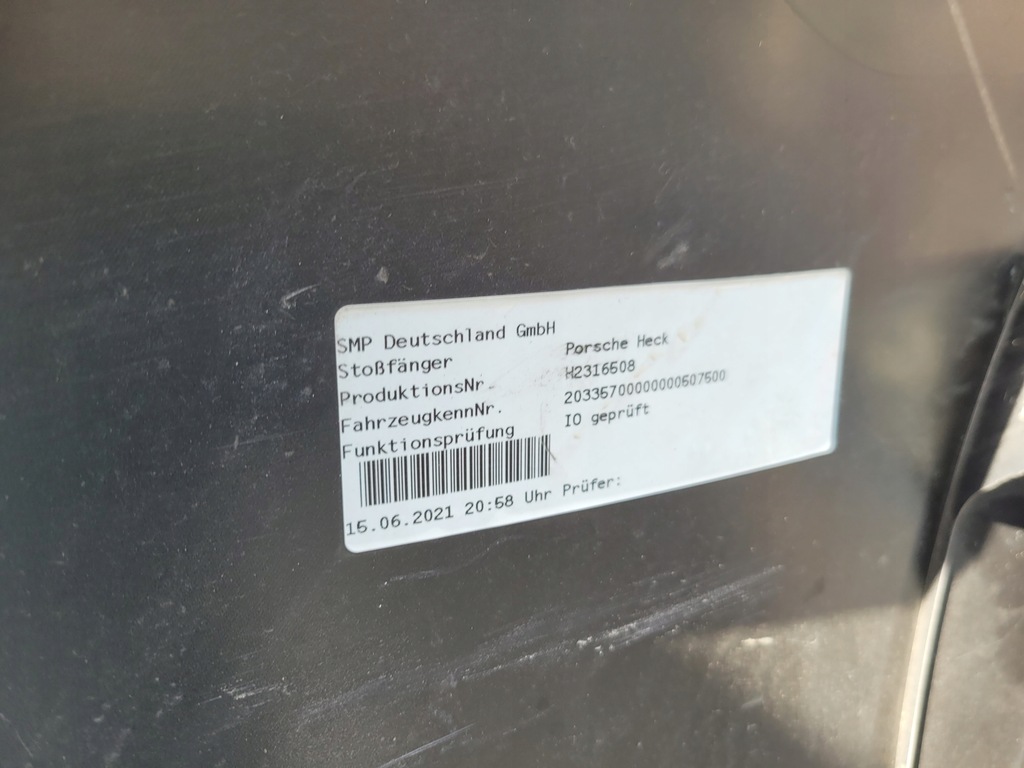 SMP Deutschland GmbH
Stoßfänger Porsche Heck
ProduktionsNr. H2316508
FahrzeugkennNr. 20335700000000507500
Funktionsprüfung IO geprüft
15.06.2021 20:58 Uhr Prüfer: